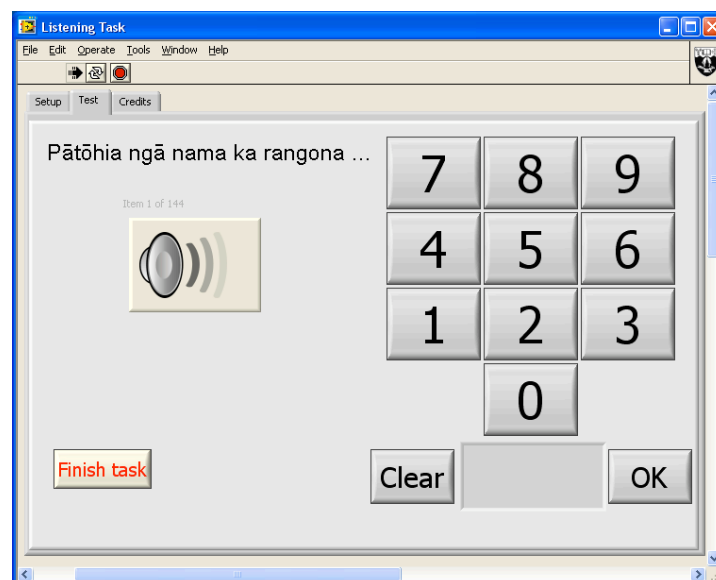 Listening Task
File Edit Operate Tools Window Help
Setup Test Credits
Pātōhia ngā nama ka rangona ...
Item 1 of 144
7 8 9
4 5 6
1 2 3
0
Finish task
Clear OK